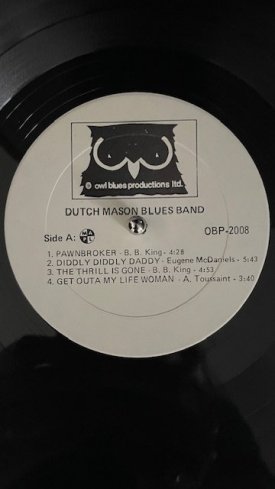 © owl blues productions ltd.
DUTCH MASON BLUES BAND
Side A: OBP-2008
1. PAWNBROKER - B. B. King - 4:28
2. DIDDLY DIDDLY DADDY - Eugene McDaniels - 5:43
3. THE THRILL IS GONE - B. B. King - 4:53
4. GET OUTA MY LIFE WOMAN - A. Toussaint - 3:40